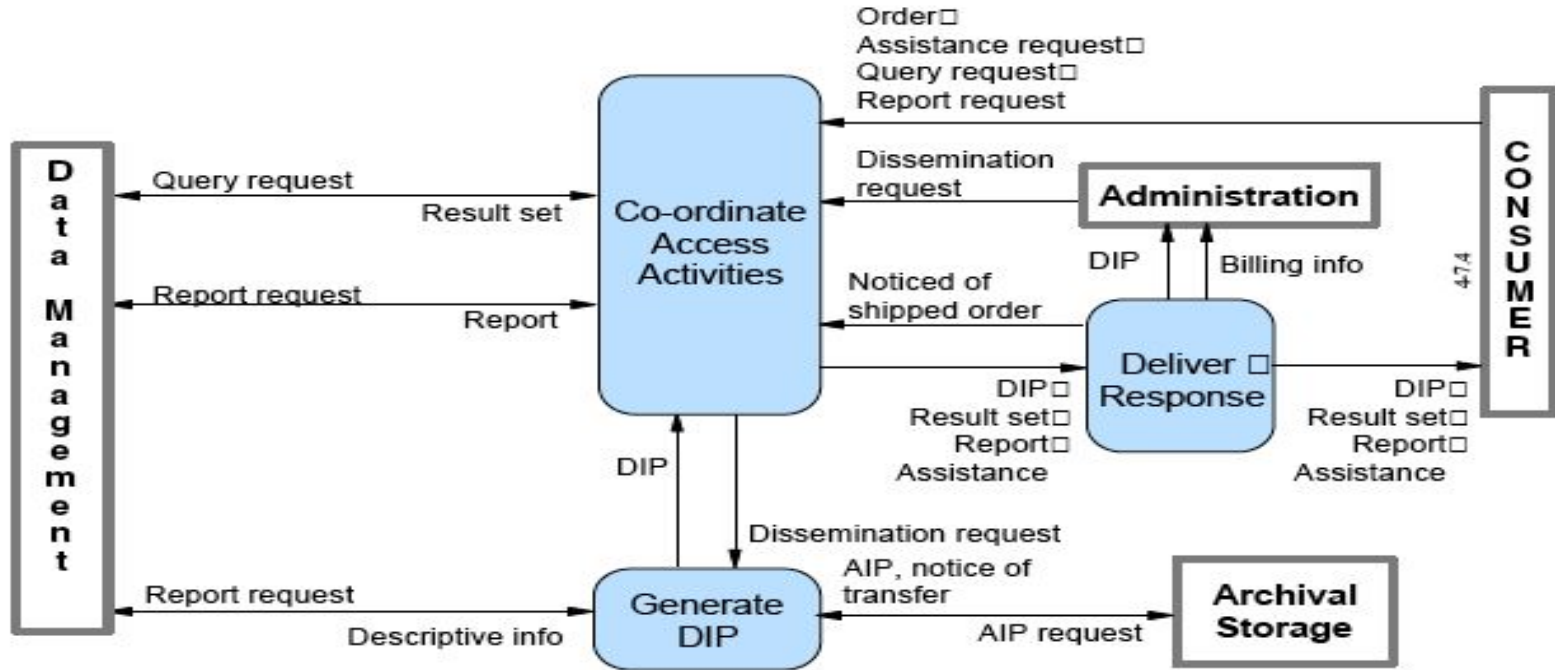 Order□
Assistance request□
Query request□
Report request
Data Management
Query request
Result set
Report request
Report
Co-ordinate
Access
Activities
Dissemination
request
Administration
CONSUMER
4-7.4
DIP
Billing info
Noticed of
shipped order
Deliver □
Response
DIP□
Result set□
Report□
Assistance
DIP□
Result set□
Report□
Assistance
DIP
Dissemination request
Report request
Descriptive info
Generate
DIP
AIP, notice of
transfer
AIP request
Archival
Storage